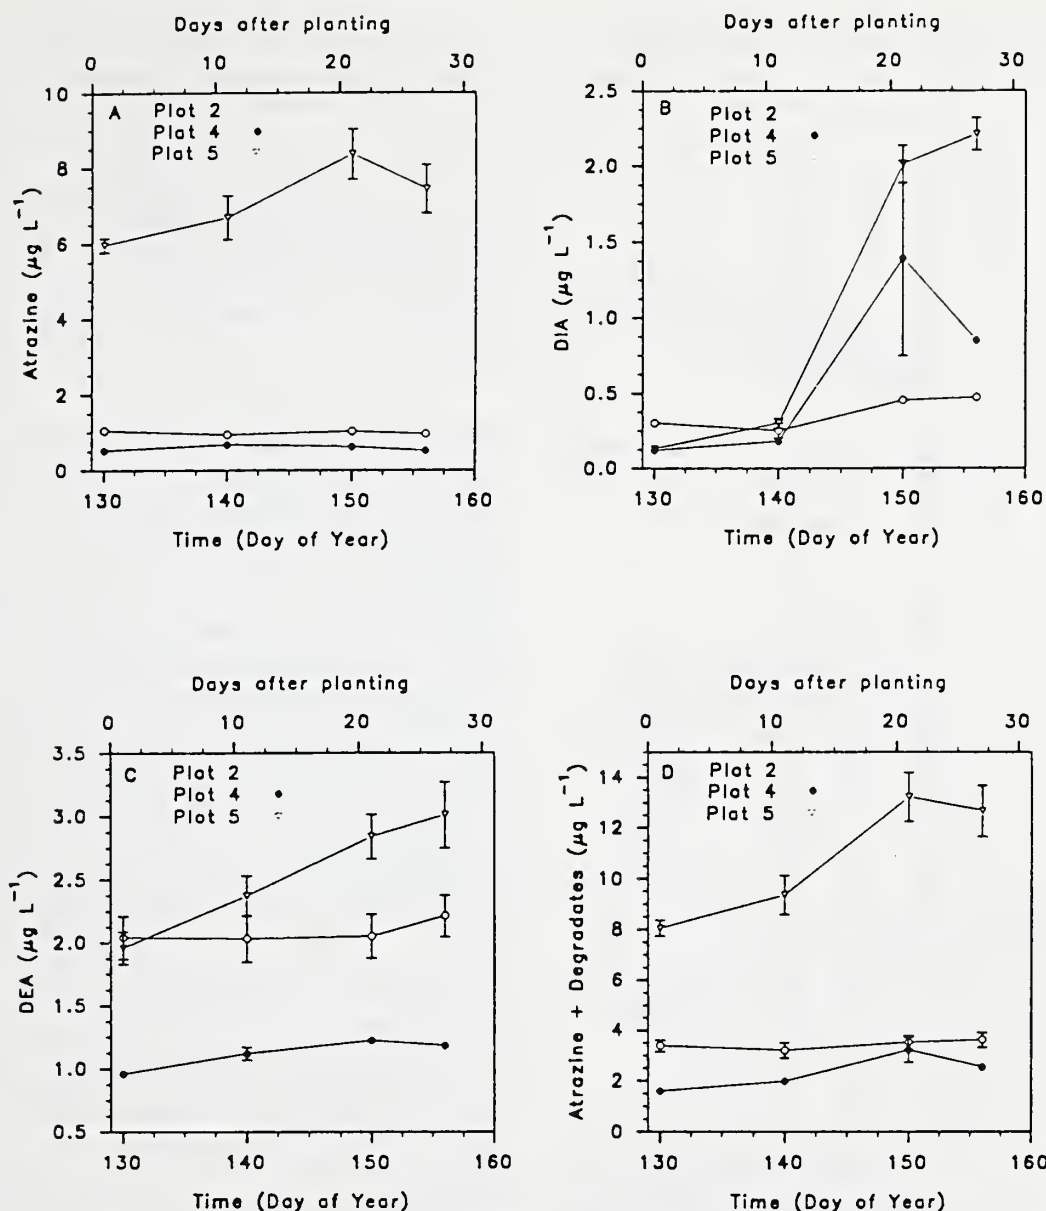 Days after planting
0 10 20 30
10
8
6
4
2
0
Atrazine (µg L⁻¹)
A Plot 2
Plat 4
Plat 5
130 140 150 160
Time (Day of Year)
Days after planting
0 10 20 30
2.5
2.0
1.5
1.0
0.5
0.0
DIA (µg L⁻¹)
B Plot 2
Plot 4
Plot 5
130 140 150 160
Time (Day of Year)
Days after planting
0 10 20 30
3.5
3.0
2.5
2.0
1.5
1.0
0.5
DEA (µg L⁻¹)
C Plot 2
Plot 4
Plot 5
130 140 150 160
Time (Day af Year)
Days after planting
0 10 20 30
14
12
10
8
6
4
2
0
Atrazine + Degradates (µg L⁻¹)
D Plot 2
Plot 4
Plot 5
130 140 150 160
Time (Day of Year)